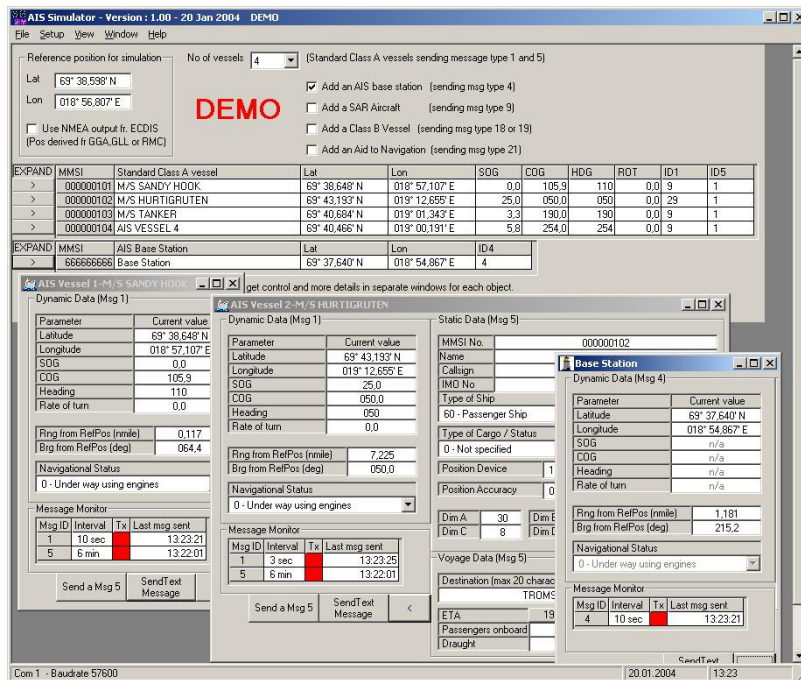 AIS Simulator - Version : 1.00 - 20 Jan 2004 DEMO
File Setup View Window Help
Reference position for simulation
Lat 69° 38,598' N
Lon 018° 56,807' E
Use NMEA output fr. ECDIS
(Pos derived fr GGA,GLL or RMC)
No of vessels 4 (Standard Class A vessels sending message type 1 and 5)
DEMO
Add an AIS base station (sending msg type 4)
Add a SAR Aircraft (sending msg type 9)
Add a Class B Vessel (sending msg type 18 or 19)
Add an Aid to Navigation (sending msg type 21)
EXPAND MMSI Standard Class A vessel Lat Lon SOG COG HDG ROT ID1 ID5
> 000000101 M/S SANDY HOOK 69° 38,648' N 018° 57,107' E 0,0 105,9 110 0,0 9 1
> 000000102 M/S HURTIGRUTEN 69° 43,193' N 019° 12,655' E 25,0 050,0 050 0,0 29 1
> 000000103 M/S TANKER 69° 40,684' N 019° 01,343' E 3,3 190,0 190 0,0 9 1
> 000000104 AIS VESSEL 4 69° 40,466' N 019° 00,191' E 5,8 254,0 254 0,0 9 1
EXPAND MMSI AIS Base Station Lat Lon ID4
> 666666666 Base Station 69° 37,640' N 018° 54,867' E 4
get control and more details in separate windows for each object.
AIS Vessel 1-M/S SANDY HOOK
Dynamic Data (Msg 1)
Parameter Current value
Latitude 69° 38,648' N
Longitude 018° 57,107' E
SOG 0,0
COG 105,9
Heading 110
Rate of turn 0,0
Rng from RefPos (nmile) 0,117
Brg from RefPos (deg) 064,4
Navigational Status
0 - Under way using engines
Message Monitor
Msg ID Interval Tx Last msg sent
1 10 sec 13:23:21
5 6 min 13:22:01
Send a Msg 5
SendText
Message
AIS Vessel 2-M/S HURTIGRUTEN
Dynamic Data (Msg 1)
Parameter Current value
Latitude 69° 43,193' N
Longitude 019° 12,655' E
SOG 25,0
COG 050,0
Heading 050
Rate of turn 0,0
Rng from RefPos (nmile) 7,225
Brg from RefPos (deg) 050,0
Navigational Status
0 - Under way using engines
Message Monitor
Msg ID Interval Tx Last msg sent
1 3 sec 13:23:25
5 6 min 13:22:01
Send a Msg 5
SendText
Message
<
Static Data (Msg 5)
MMSI No. 000000102
Name
Callsign
IMO No
Type of Ship
60 - Passenger Ship
Type of Cargo / Status
0 - Not specified
Position Device 1
Position Accuracy 0
Dim A 30 Dim
Dim C 8 Dim
Voyage Data (Msg 5)
Destination (max 20 charac
TROMS
ETA 19
Passengers onboard
Draught
Base Station
Dynamic Data (Msg 4)
Parameter Current value
Latitude 69° 37,640' N
Longitude 018° 54,867' E
SOG n/a
COG n/a
Heading n/a
Rate of turn n/a
Rng from RefPos (nmile) 1,181
Brg from RefPos (deg) 215,2
Navigational Status
0 - Under way using engines
Message Monitor
Msg ID Interval Tx Last msg sent
4 10 sec 13:23:21
SendText
Com 1 - Baudrate 57600 20.01.2004 13:23